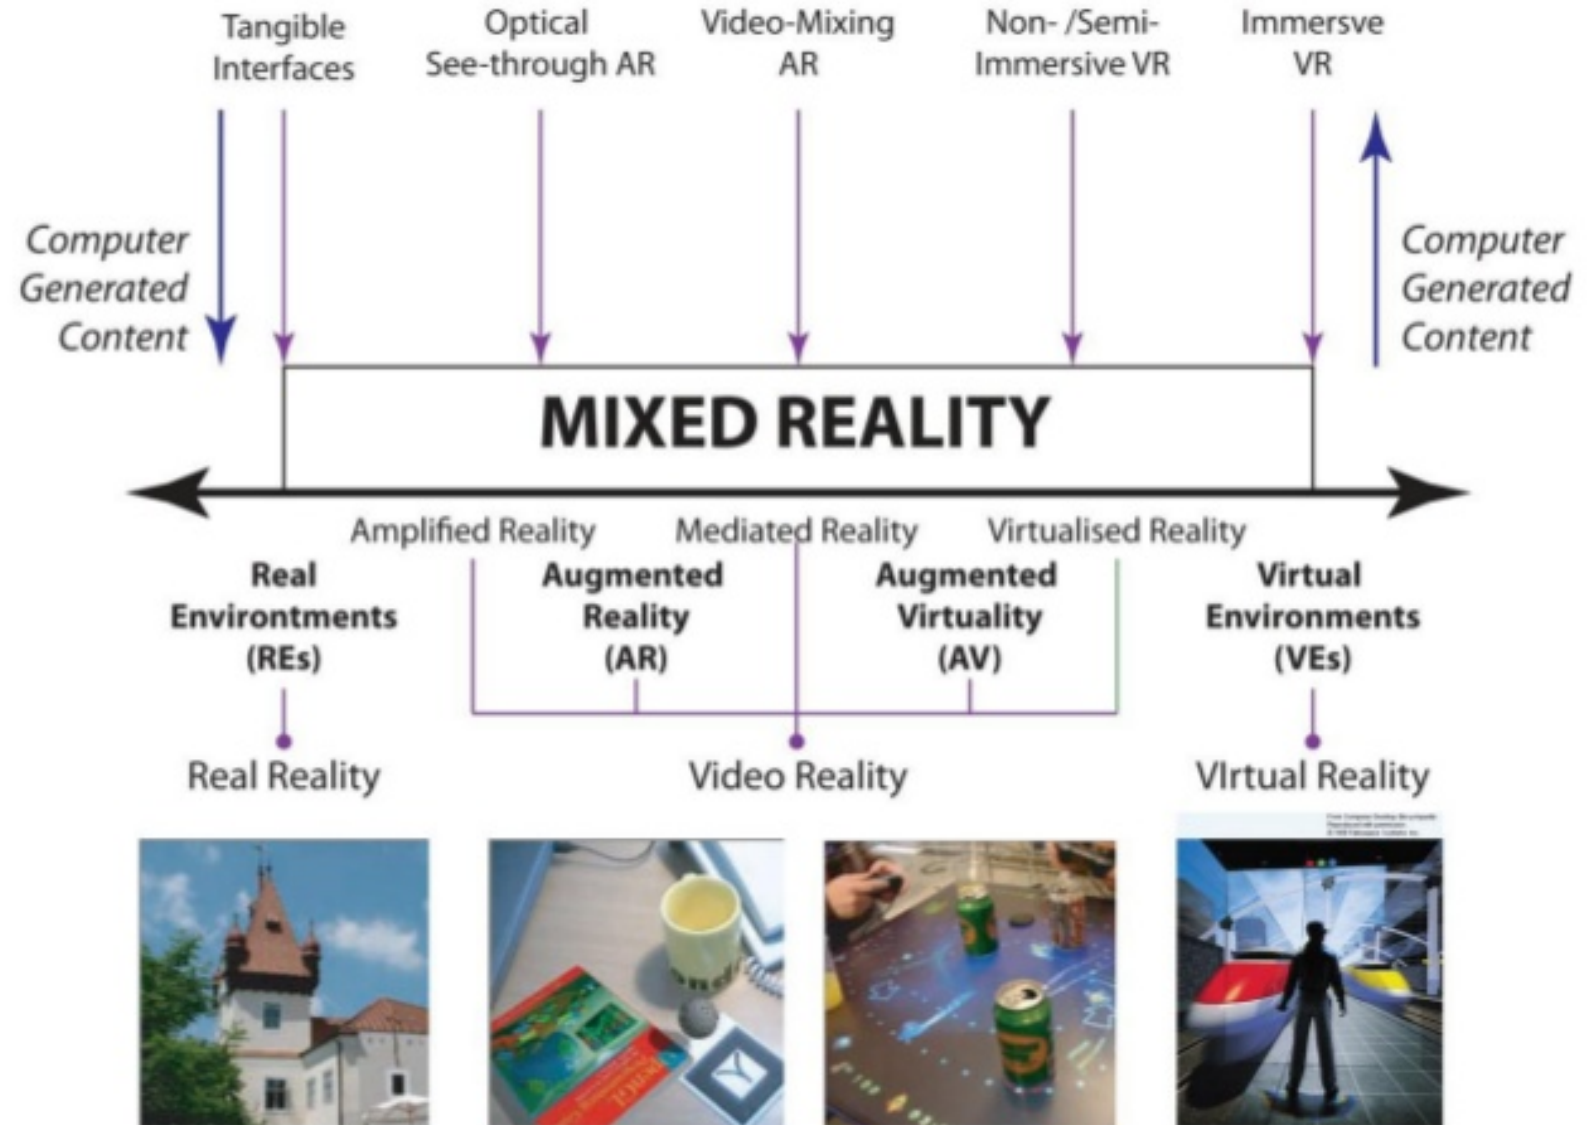 Tangible
Interfaces
Optical
See-through AR
Video-Mixing
AR
Non- /Semi-
Immersive VR
Immersve
VR
Computer
Generated
Content
Computer
Generated
Content
MIXED REALITY
Amplified Reality
Mediated Reality
Virtualised Reality
Real
Environtments
(REs)
Augmented
Reality
(AR)
Augmented
Virtuality
(AV)
Virtual
Environments
(VEs)
Real Reality
Video Reality
VIrtual Reality